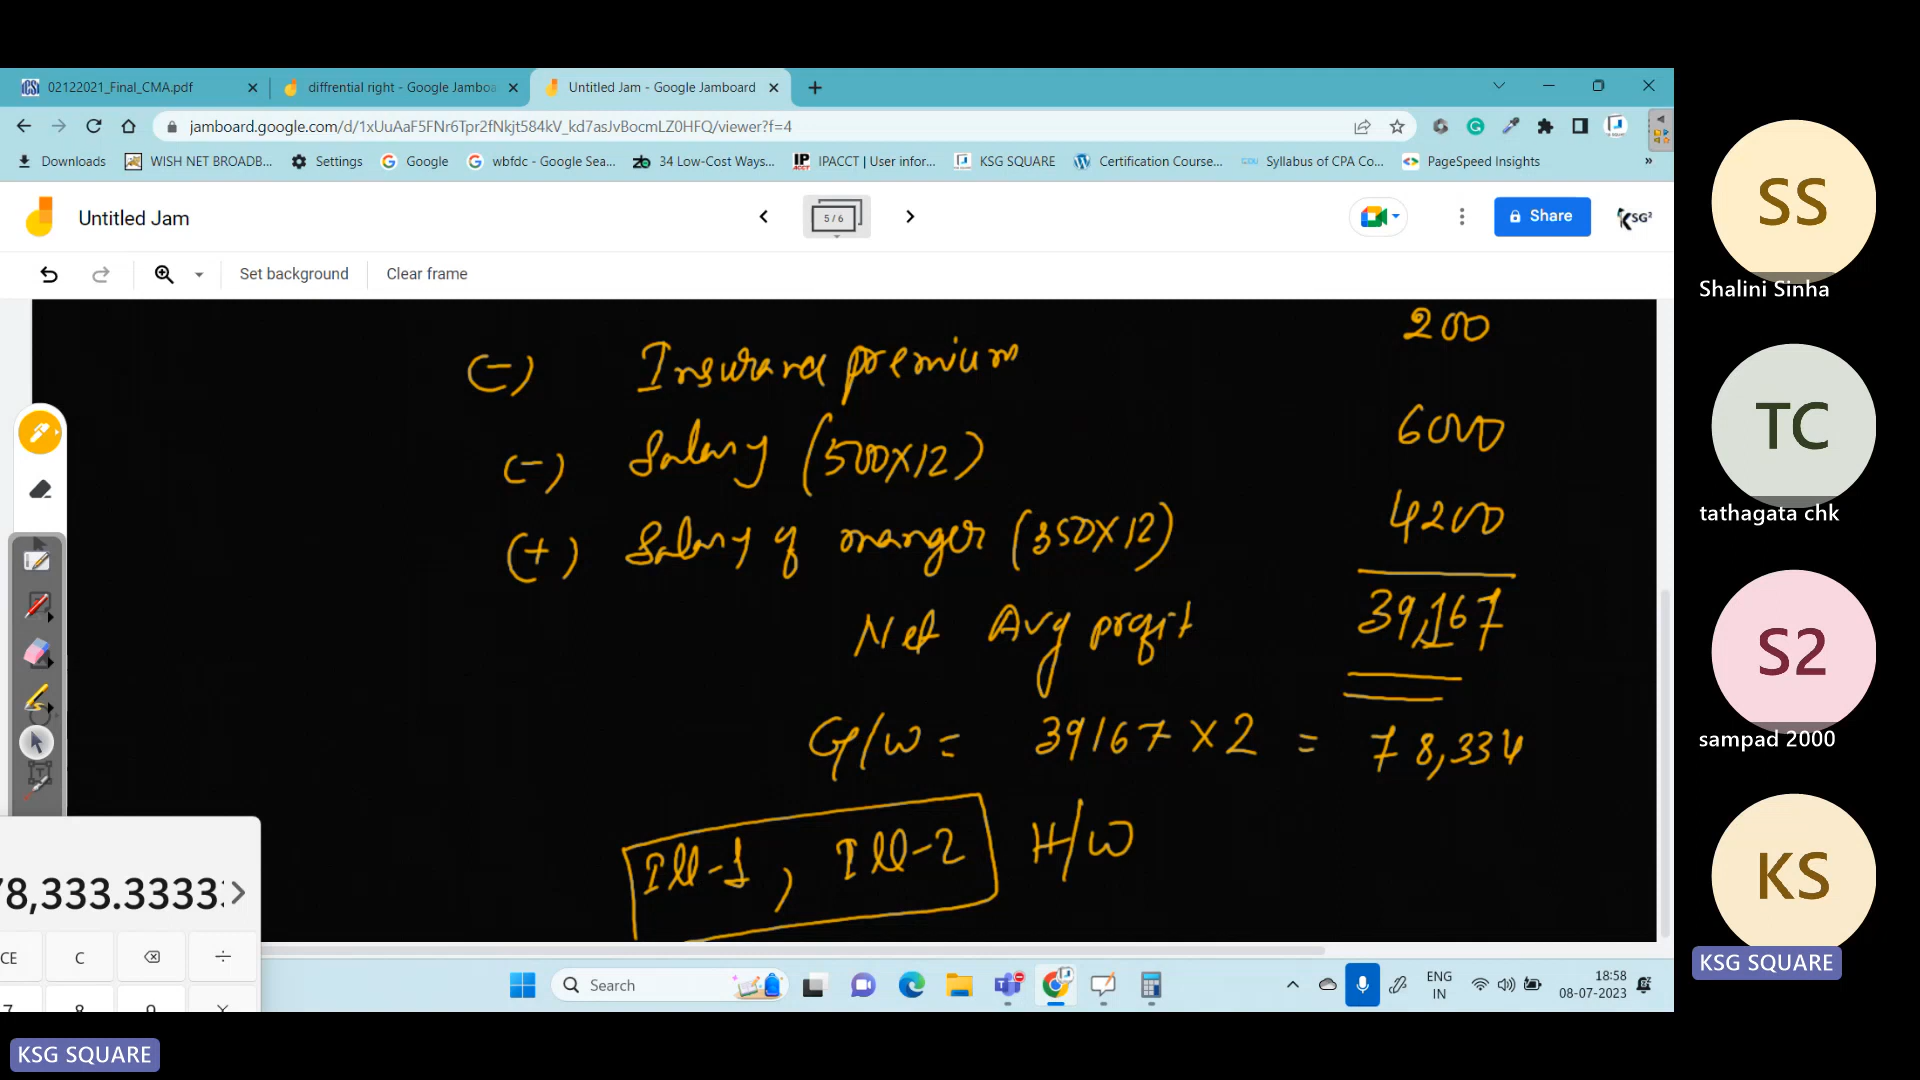 02122021_Final_CMA.pdf
diffrential right - Google Jamboa
Untitled Jam - Google Jamboard
jamboard.google.com/d/1xUuAaF5FNr6Tpr2fNkjt584kV_kd7asJvBocmLZ0HFQ/viewer?f=4
Downloads WISH NET BROADB... Settings Google wbfdc - Google Sea... 34 Low-Cost Ways... IPACCT | User infor... KSG SQUARE Certification Course... Syllabus of CPA Co... PageSpeed Insights »
Untitled Jam
5 / 6
Share
KSG²
Set background Clear frame
200
(-) Insurance premium
(-) Salary (500X12) 6000
(+) Salary of manger (350X12) 4200
Net Avg profit 39,167
G/W = 39167 X 2 = 78,334
Ill-1, Ill-2 H/W
78,333.3333
CE C ÷
7 8 9
Search
ENG
IN
18:58
08-07-2023
SS
Shalini Sinha
TC
tathagata chk
S2
sampad 2000
KS
KSG SQUARE
KSG SQUARE